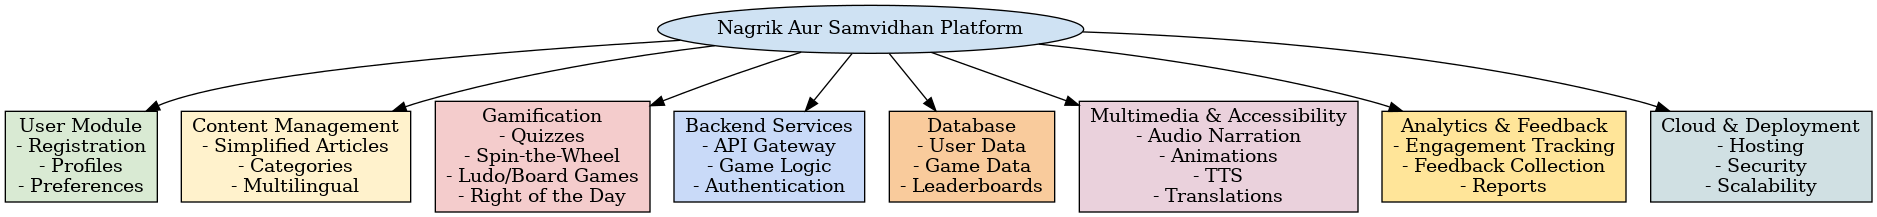 Nagrik Aur Samvidhan Platform
User Module
- Registration
- Profiles
- Preferences
Content Management
- Simplified Articles
- Categories
- Multilingual
Gamification
- Quizzes
- Spin-the-Wheel
- Ludo/Board Games
- Right of the Day
Backend Services
- API Gateway
- Game Logic
- Authentication
Database
- User Data
- Game Data
- Leaderboards
Multimedia & Accessibility
- Audio Narration
- Animations
- TTS
- Translations
Analytics & Feedback
- Engagement Tracking
- Feedback Collection
- Reports
Cloud & Deployment
- Hosting
- Security
- Scalability